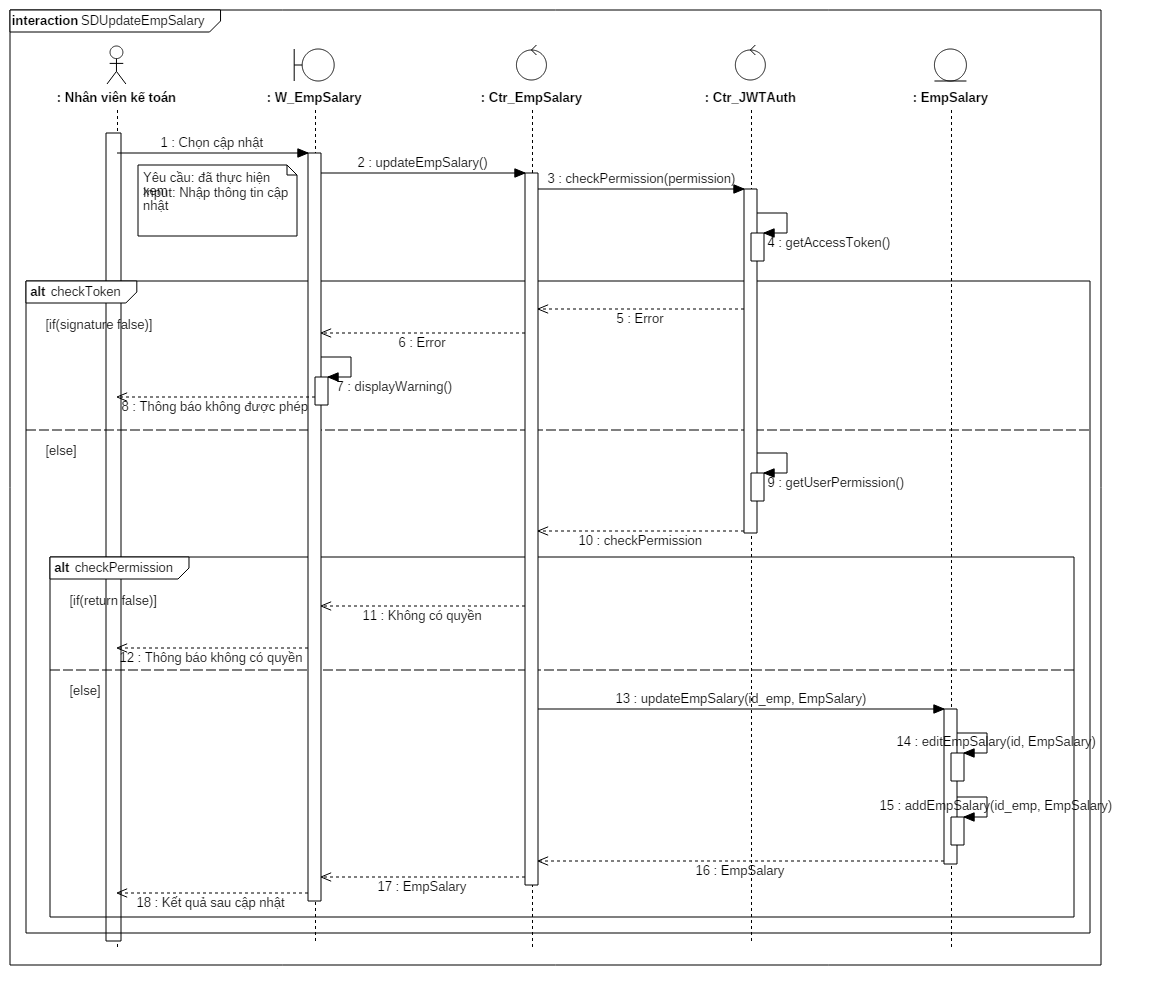 interaction SDUpdateEmpSalary
: Nhân viên kế toán
: W_EmpSalary
: Ctr_EmpSalary
: Ctr_JWTAuth
: EmpSalary
1 : Chọn cập nhật
2 : updateEmpSalary()
3 : checkPermission(permission)
Yêu cầu: đã thực hiện
xem
Input: Nhập thông tin cập
nhật
4 : getAccessToken()
alt checkToken
[if(signature false)]
5 : Error
6 : Error
7 : displayWarning()
8 : Thông báo không được phép
[else]
9 : getUserPermission()
10 : checkPermission
alt checkPermission
[if(return false)]
11 : Không có quyền
12 : Thông báo không có quyền
[else]
13 : updateEmpSalary(id_emp, EmpSalary)
14 : editEmpSalary(id, EmpSalary)
15 : addEmpSalary(id_emp, EmpSalary)
16 : EmpSalary
17 : EmpSalary
18 : Kết quả sau cập nhật